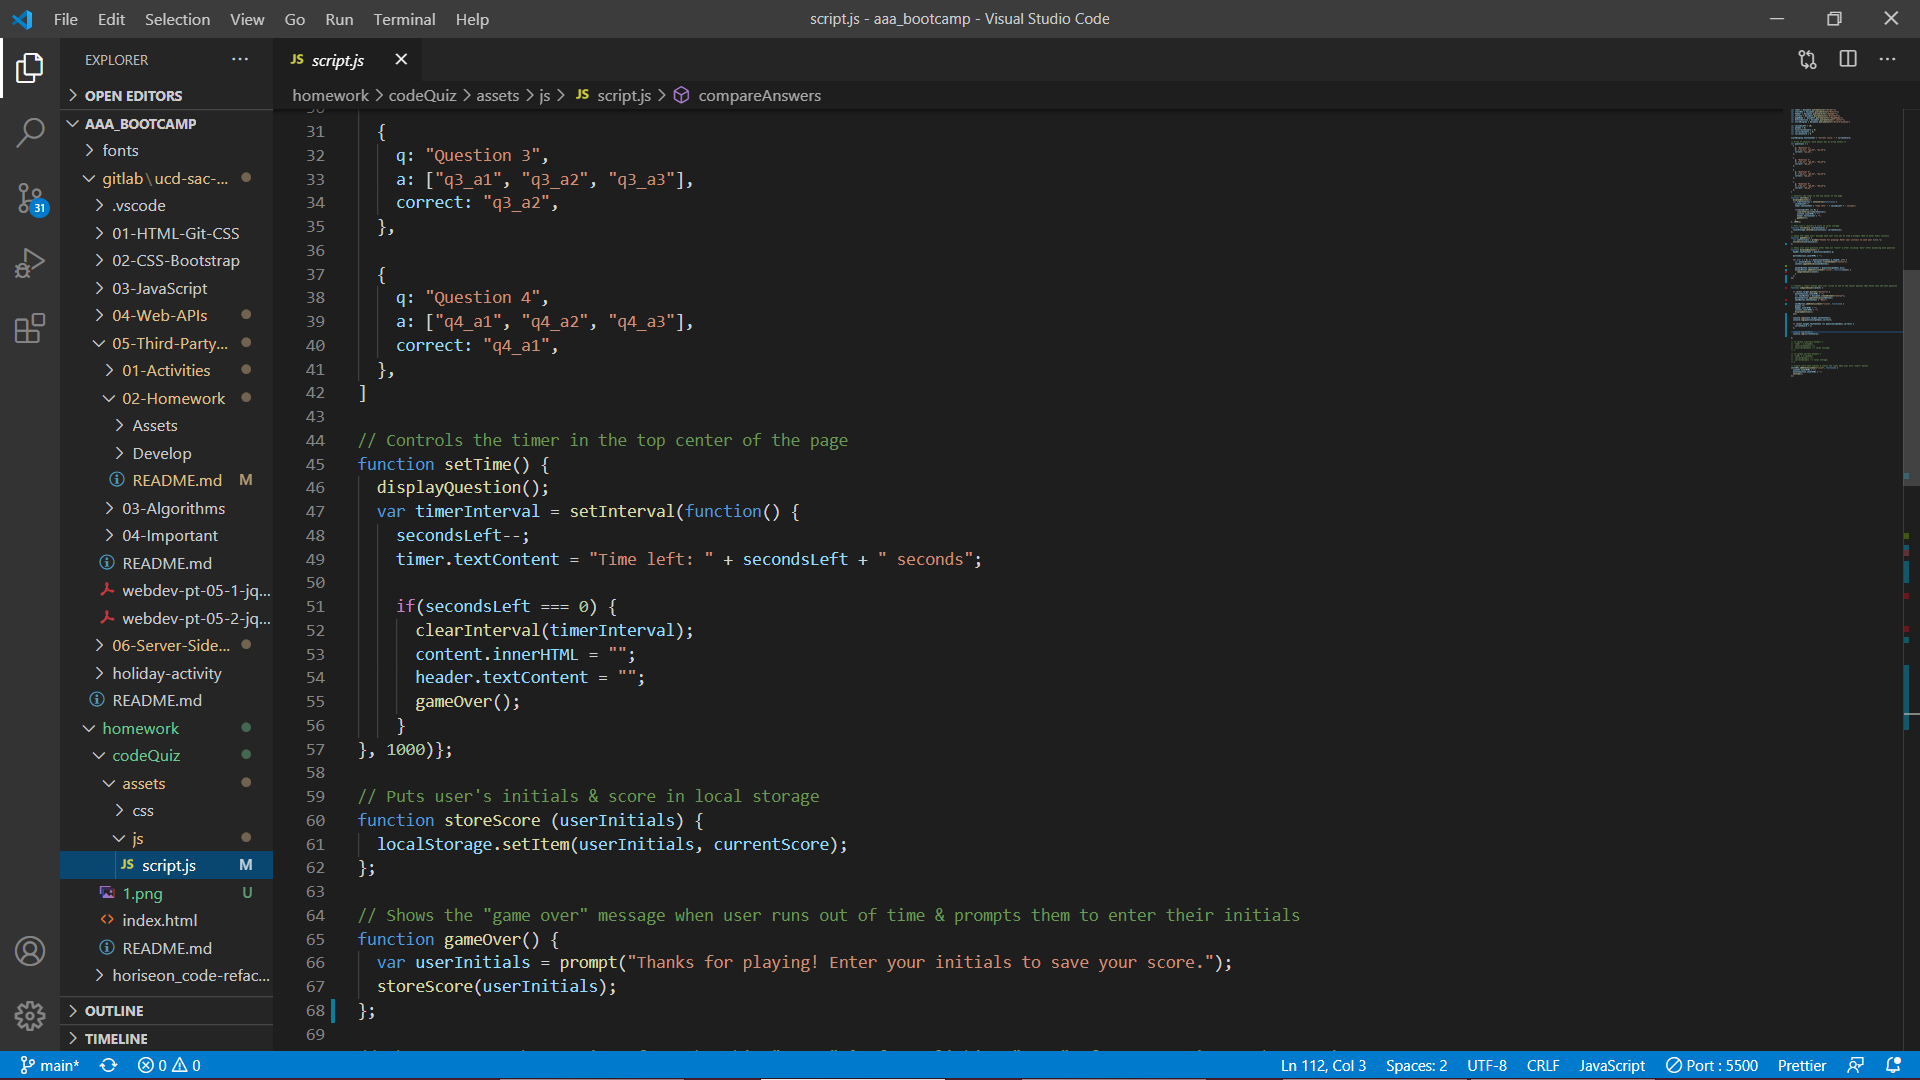 File Edit Selection View Go Run Terminal Help
script.js - aaa_bootcamp - Visual Studio Code
EXPLORER
OPEN EDITORS
AAA_BOOTCAMP
fonts
gitlab\ucd-sac-...
.vscode
01-HTML-Git-CSS
02-CSS-Bootstrap
03-JavaScript
04-Web-APIs
05-Third-Party...
01-Activities
02-Homework
Assets
Develop
README.md M
03-Algorithms
04-Important
README.md
webdev-pt-05-1-jq...
webdev-pt-05-2-jq...
06-Server-Side...
holiday-activity
README.md
homework
codeQuiz
assets
css
js
JS script.js M
1.png U
index.html
README.md
horiseon_code-refac...
OUTLINE
TIMELINE
31
JS script.js
homework > codeQuiz > assets > js > JS script.js > compareAnswers
31 {
32 q: "Question 3",
33 a: ["q3_a1", "q3_a2", "q3_a3"],
34 correct: "q3_a2",
35 },
36
37 {
38 q: "Question 4",
39 a: ["q4_a1", "q4_a2", "q4_a3"],
40 correct: "q4_a1",
41 },
42 ]
43
44 // Controls the timer in the top center of the page
45 function setTime() {
46 displayQuestion();
47 var timerInterval = setInterval(function() {
48 secondsLeft--;
49 timer.textContent = "Time left: " + secondsLeft + " seconds";
50
51 if(secondsLeft === 0) {
52 clearInterval(timerInterval);
53 content.innerHTML = "";
54 header.textContent = "";
55 gameOver();
56 }
57 }, 1000)};
58
59 // Puts user's initials & score in local storage
60 function storeScore (userInitials) {
61 localStorage.setItem(userInitials, currentScore);
62 };
63
64 // Shows the "game over" message when user runs out of time & prompts them to enter their initials
65 function gameOver() {
66 var userInitials = prompt("Thanks for playing! Enter your initials to save your score.");
67 storeScore(userInitials);
68 };
69
main* 0 0
Ln 112, Col 3 Spaces: 2 UTF-8 CRLF JavaScript Port : 5500 Prettier